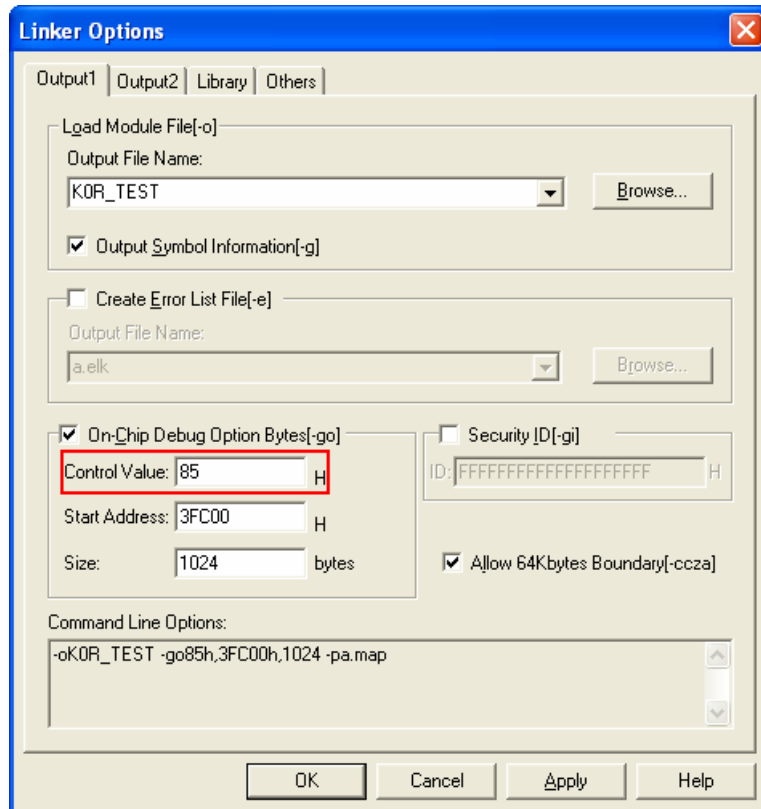 Linker Options
Output1 Output2 Library Others
Load Module File[-o]
Output File Name:
K0R_TEST Browse...
Output Symbol Information[-g]
Create Error List File[-e]
Output File Name:
a.elk Browse...
On-Chip Debug Option Bytes[-go] Security ID[-gi]
Control Value: 85 H ID: FFFFFFFFFFFFFFFFFFFF H
Start Address: 3FC00 H
Size: 1024 bytes Allow 64Kbytes Boundary[-ccza]
Command Line Options:
-oK0R_TEST -go85h,3FC00h,1024 -pa.map
OK Cancel Apply Help